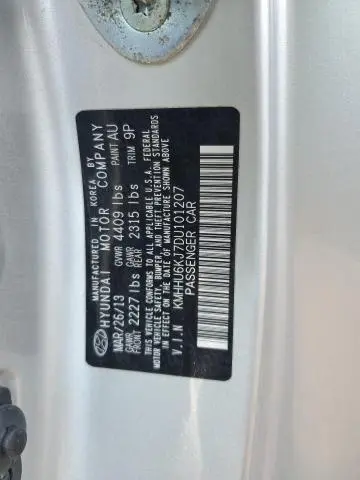 MANUFACTURED IN KOREA BY
HYUNDAI MOTOR COMPANY
MAR/26/13 GVWR 4409 lbs PAINT AU
GAWR FRONT 2227 lbs GAWR REAR 2315 lbs TRIM 9P
THIS VEHICLE CONFORMS TO ALL APPLICABLE U.S.A. FEDERAL
MOTOR VEHICLE SAFETY, BUMPER, AND THEFT PREVENTION STANDARDS
IN EFFECT ON THE DATE OF MANUFACTURE SHOWN ABOVE
V.I.N KMHHU6KJ7DU101207
PASSENGER CAR